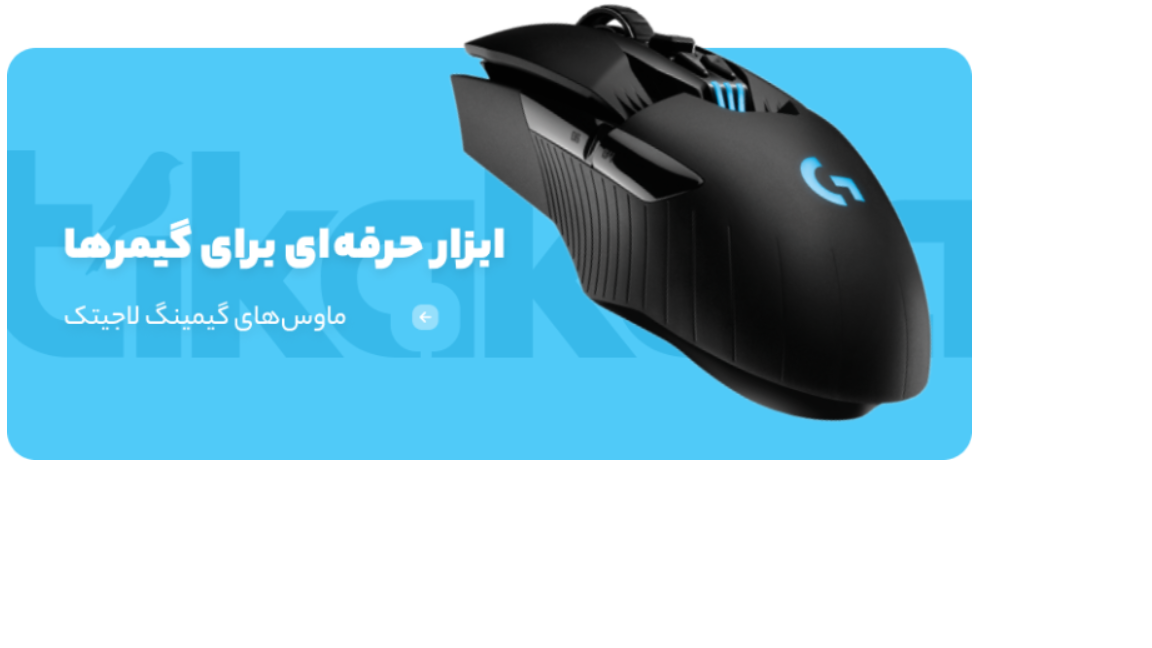 ابزار حرفه‌ای برای گیمرها
ماوس‌های گیمینگ لاجیتک